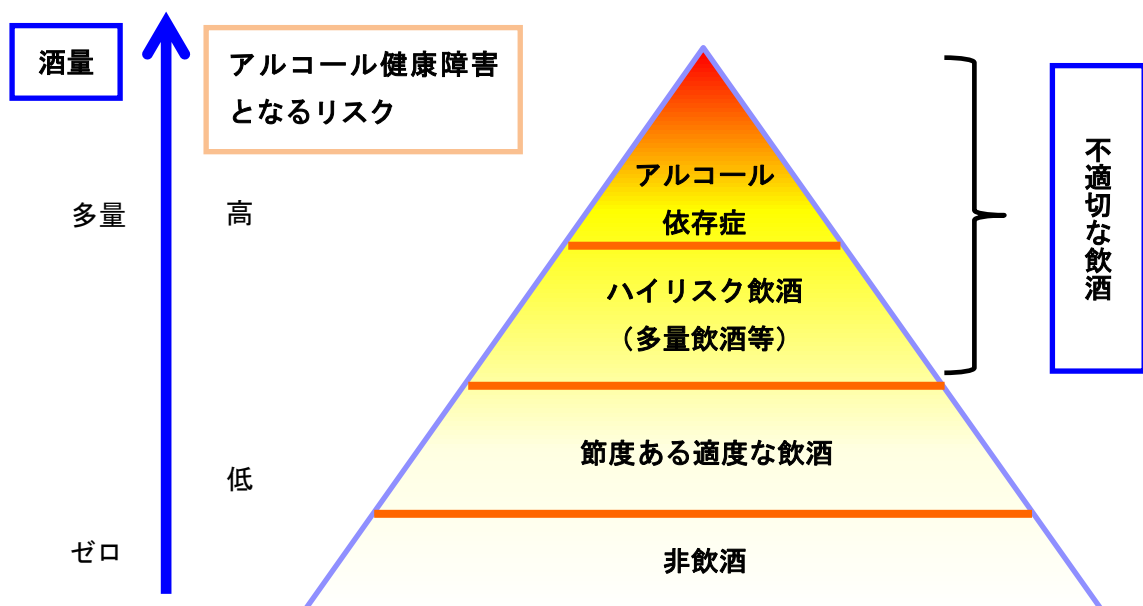 酒量
アルコール健康障害
となるリスク
アルコール
依存症
多量
高
ハイリスク飲酒
（多量飲酒等）
不適切な飲酒
節度ある適度な飲酒
低
ゼロ
非飲酒